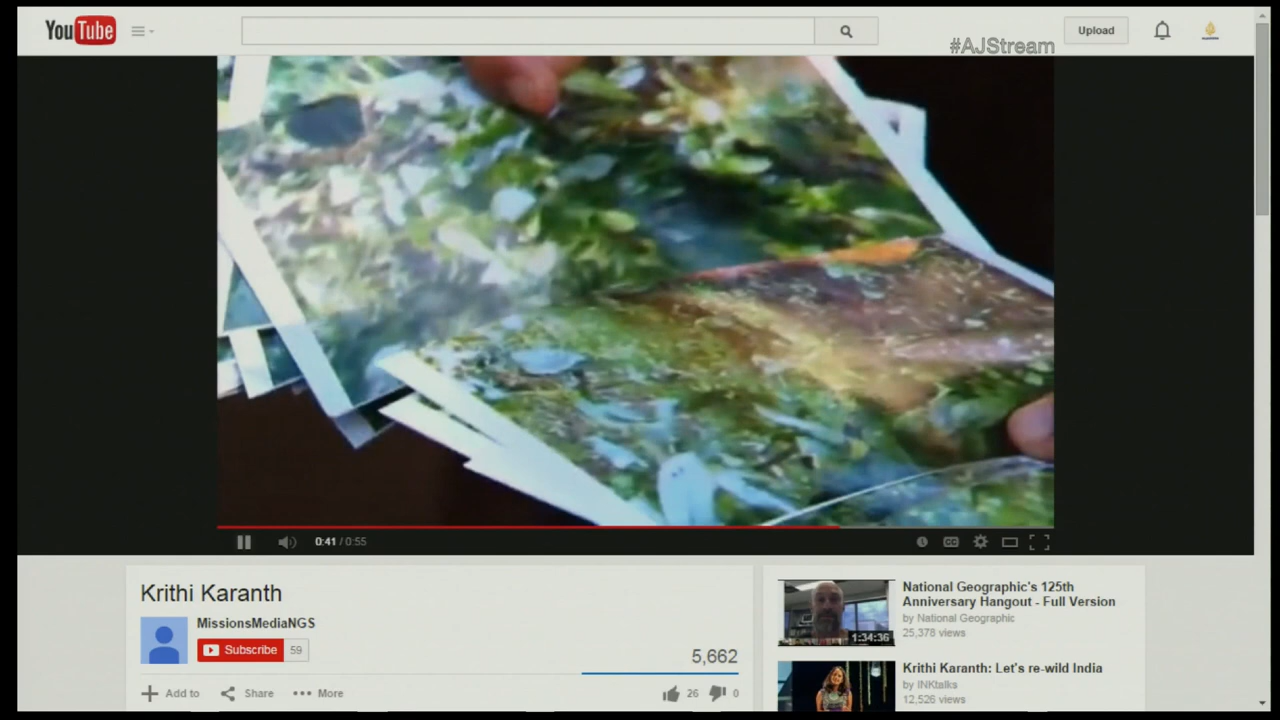 YouTube
Upload
#AJStream
0:41 / 0:55
CC
Krithi Karanth
MissionsMediaNGS
Subscribe 59
5,662
Add to Share More 26 0
National Geographic's 125th
Anniversary Hangout - Full Version
by National Geographic
25,378 views
1:34:36
Krithi Karanth: Let's re-wild India
by INKtalks
12,526 views